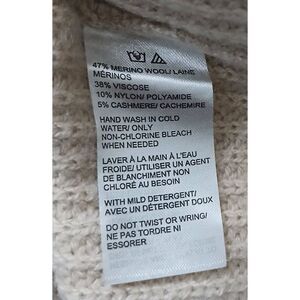 47% MERINO WOOL/ LAINE
MÉRINOS
38% VISCOSE
10% NYLON/ POLYAMIDE
5% CASHMERE/ CACHEMIRE
HAND WASH IN COLD
WATER/ ONLY
NON-CHLORINE BLEACH
WHEN NEEDED
LAVER À LA MAIN À L'EAU
FROIDE/ UTILISER UN AGENT
DE BLANCHIMENT NON
CHLORÉ AU BESOIN
WITH MILD DETERGENT/
AVEC UN DÉTERGENT DOUX
DO NOT TWIST OR WRING/
NE PAS TORDRE NI
ESSORER